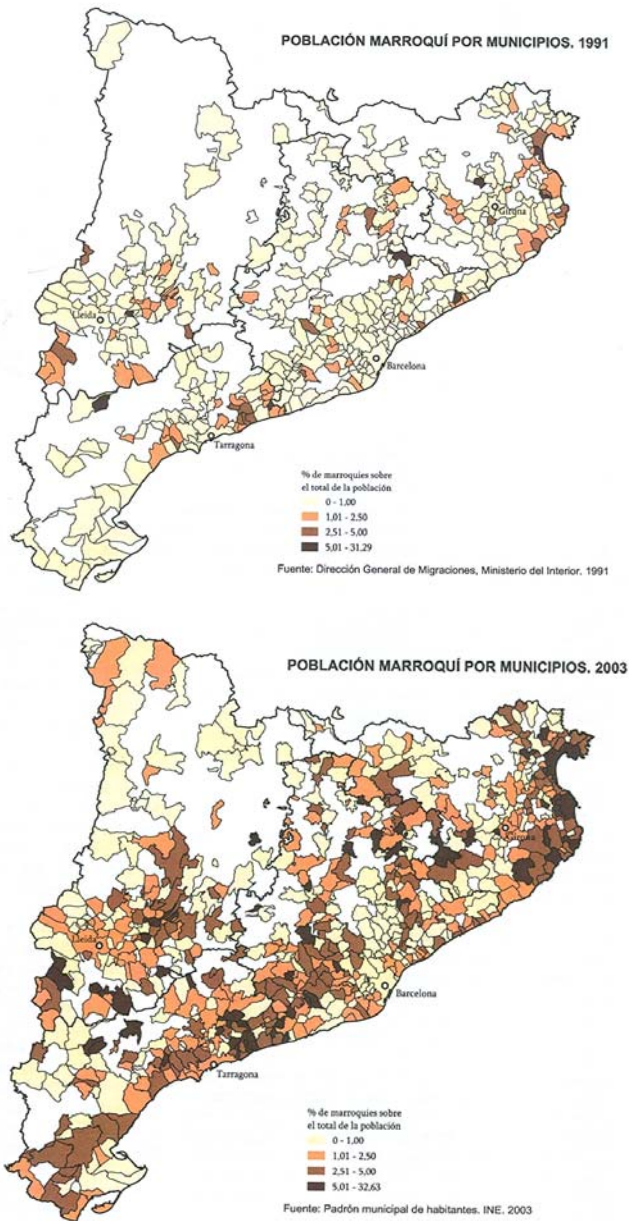 POBLACIÓN MARROQUÍ POR MUNICIPIOS. 1991
Girona
Lleida
Barcelona
Tarragona
% de marroquies sobre
el total de la población
0 - 1,00
1,01 - 2,50
2,51 - 5,00
5,01 - 31,29
Fuente: Dirección General de Migraciones, Ministerio del Interior. 1991
POBLACIÓN MARROQUÍ POR MUNICIPIOS. 2003
Girona
Lleida
Barcelona
Tarragona
% de marroquies sobre
el total de la población
0 - 1,00
1,01 - 2,50
2,51 - 5,00
5,01 - 32,63
Fuente: Padrón municipal de habitantes. INE. 2003